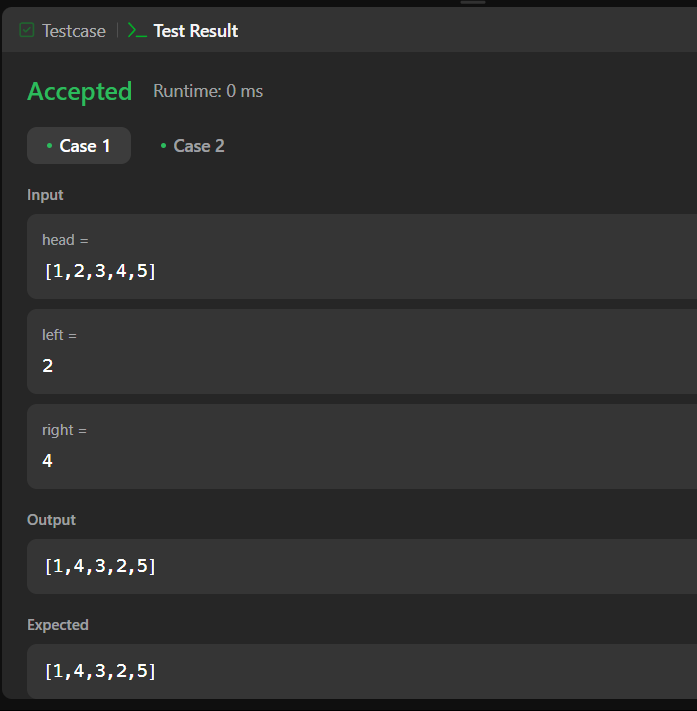 Testcase | Test Result
Accepted Runtime: 0 ms
• Case 1 • Case 2
Input
head =
[1,2,3,4,5]
left =
2
right =
4
Output
[1,4,3,2,5]
Expected
[1,4,3,2,5]